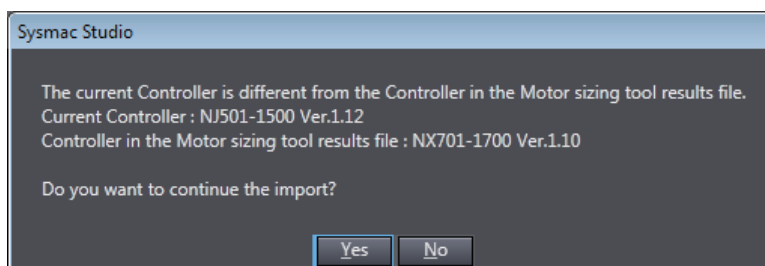 Sysmac Studio
The current Controller is different from the Controller in the Motor sizing tool results file.
Current Controller : NJ501-1500 Ver.1.12
Controller in the Motor sizing tool results file : NX701-1700 Ver.1.10
Do you want to continue the import?
Yes No